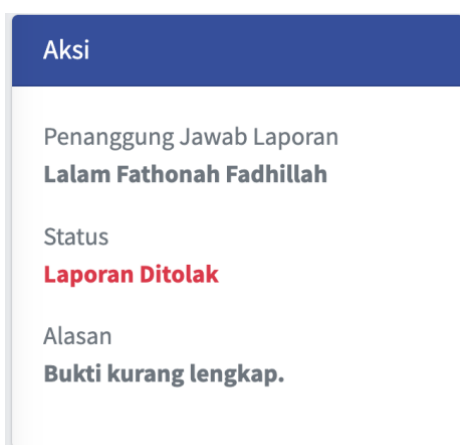 Aksi
Penanggung Jawab Laporan
Lalam Fathonah Fadhillah
Status
Laporan Ditolak
Alasan
Bukti kurang lengkap.